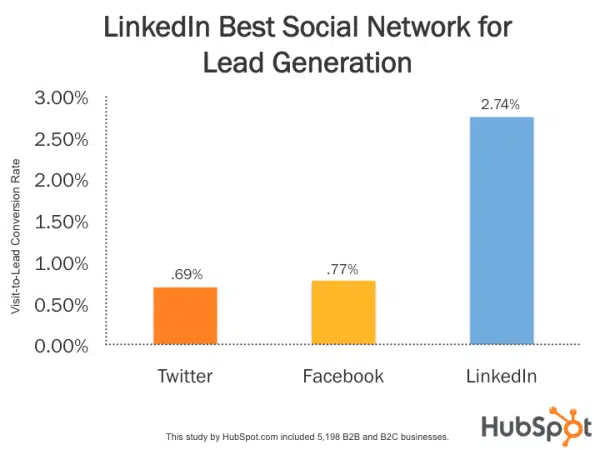 LinkedIn Best Social Network for
Lead Generation
Visit-to-Lead Conversion Rate
3.00%
2.50%
2.00%
1.50%
1.00%
0.50%
0.00%
.69%
.77%
2.74%
Twitter
Facebook
LinkedIn
This study by HubSpot.com included 5,198 B2B and B2C businesses.
HubSpot